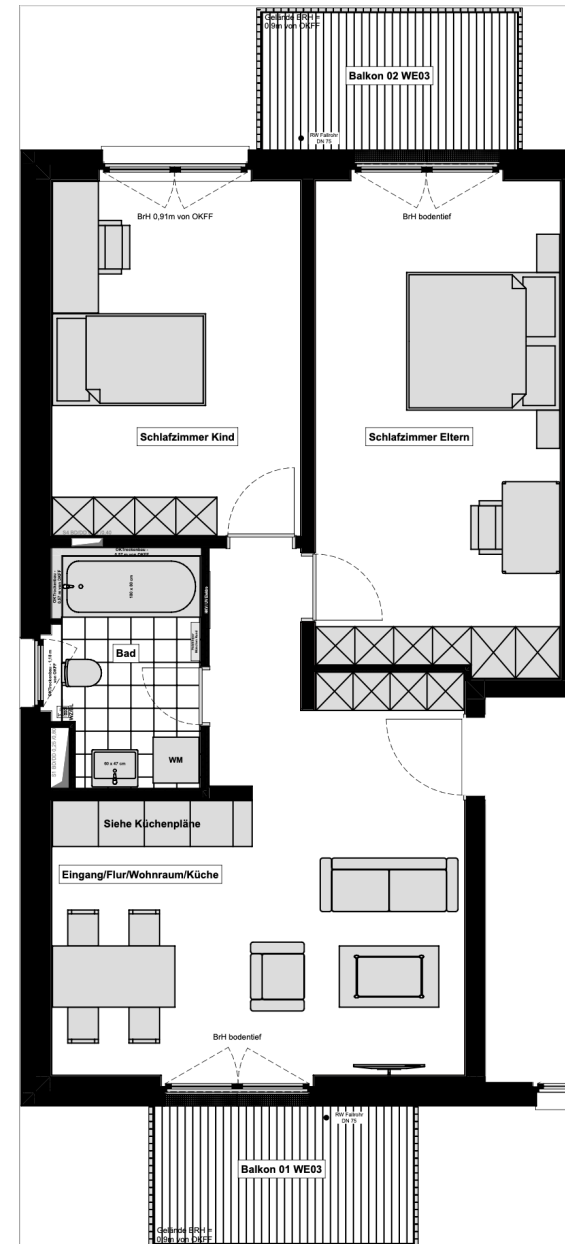 Gelände BRH =
0,9m von OKFF
Balkon 02 WE03
RW Fallrohr
DN 75
BrH 0,91m von OKFF
BrH bodentief
Schlafzimmer Kind
Schlafzimmer Eltern
180 x 80 cm
Bad
60 x 47 cm
WM
Siehe Küchenpläne
Eingang/Flur/Wohnraum/Küche
BrH bodentief
RW Fallrohr
DN 75
Balkon 01 WE03
Gelände BRH =
0,9m von OKFF